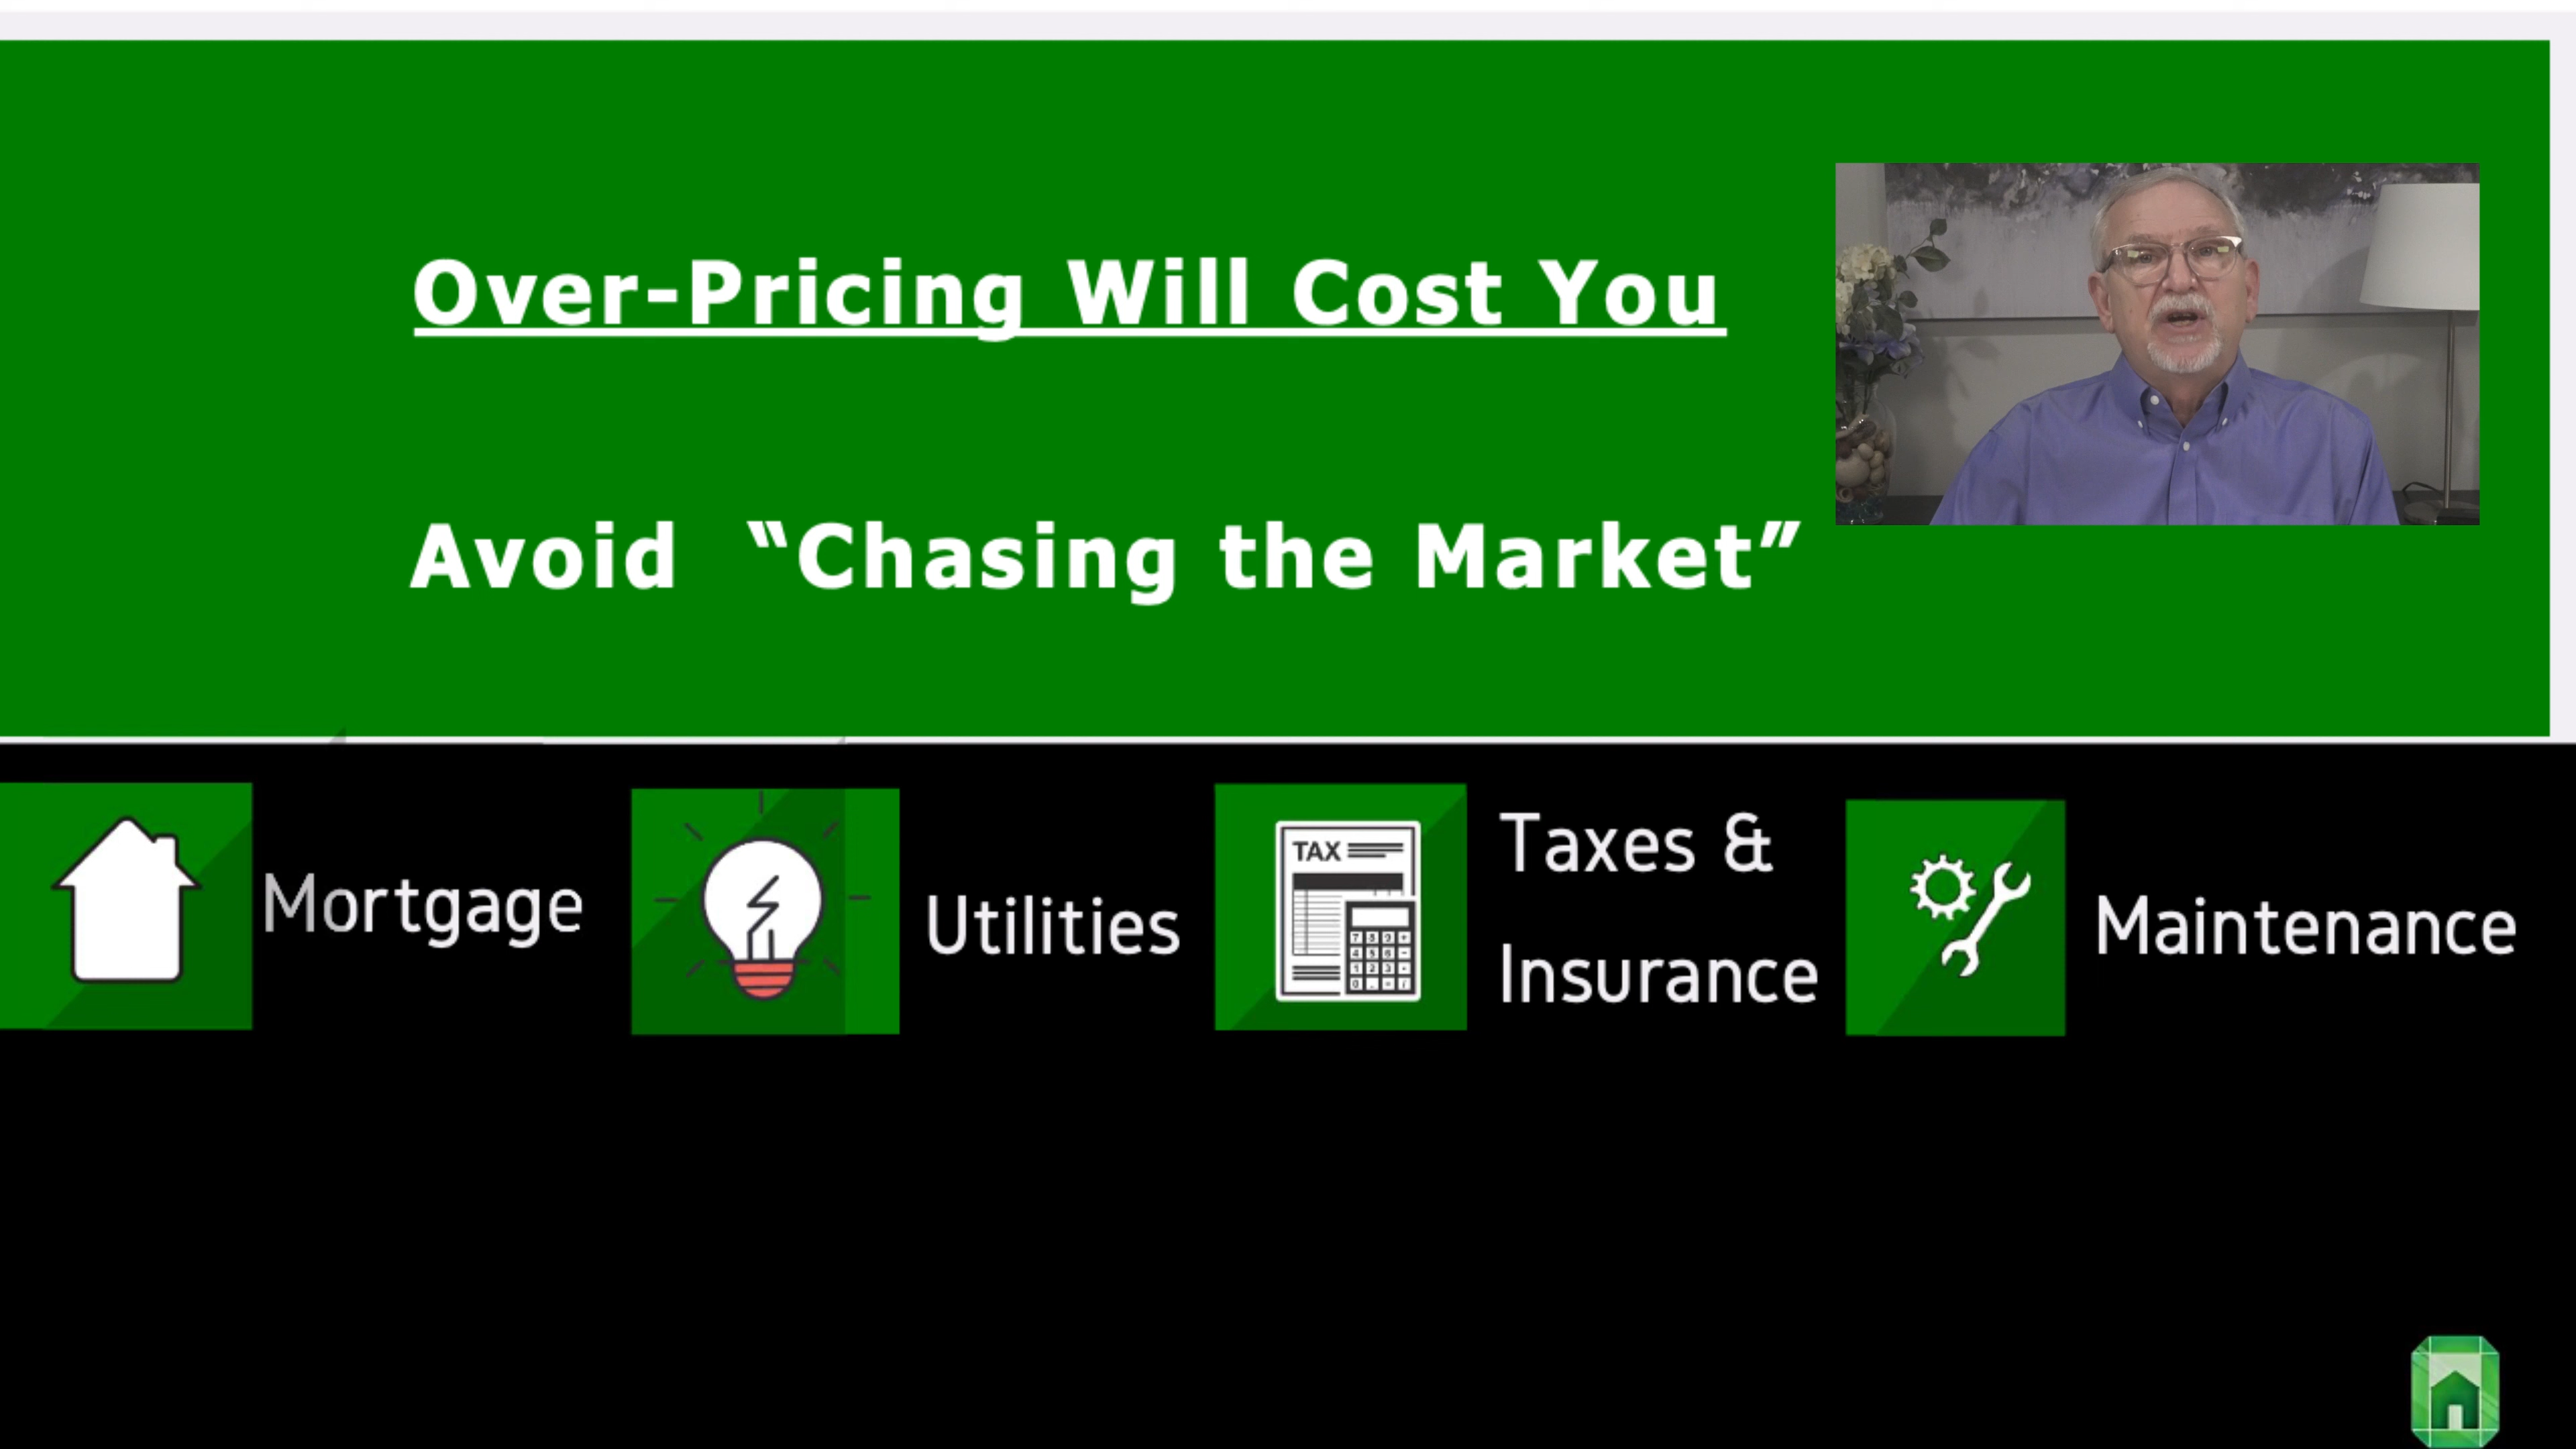 Over-Pricing Will Cost You
Avoid “Chasing the Market”
Mortgage
Utilities
TAX
Taxes &
Insurance
Maintenance